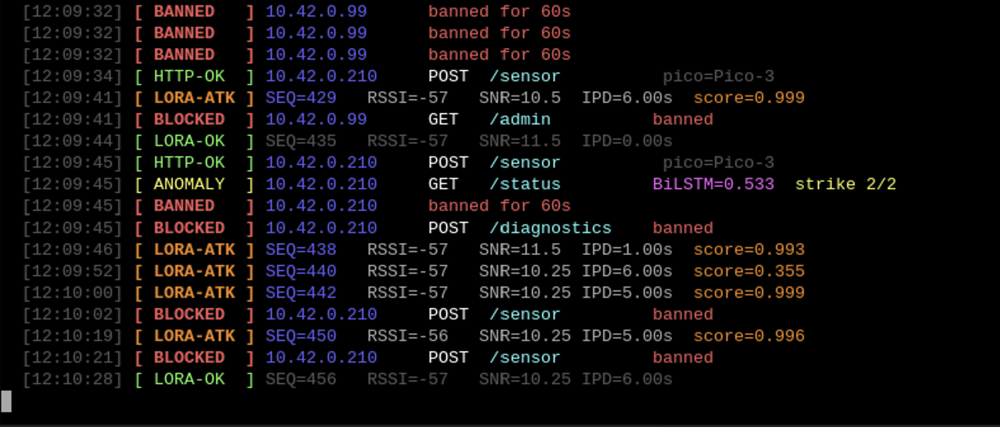 [12:09:32] [ BANNED ] 10.42.0.99 banned for 60s
[12:09:32] [ BANNED ] 10.42.0.99 banned for 60s
[12:09:32] [ BANNED ] 10.42.0.99 banned for 60s
[12:09:34] [ HTTP-OK ] 10.42.0.210 POST /sensor pico=Pico-3
[12:09:41] [ LORA-ATK ] SEQ=429 RSSI=-57 SNR=10.5 IPD=6.00s score=0.999
[12:09:41] [ BLOCKED ] 10.42.0.99 GET /admin banned
[12:09:44] [ LORA-OK ] SEQ=435 RSSI=-57 SNR=11.5 IPD=0.00s
[12:09:45] [ HTTP-OK ] 10.42.0.210 POST /sensor pico=Pico-3
[12:09:45] [ ANOMALY ] 10.42.0.210 GET /status BiLSTM=0.533 strike 2/2
[12:09:45] [ BANNED ] 10.42.0.210 banned for 60s
[12:09:45] [ BLOCKED ] 10.42.0.210 POST /diagnostics banned
[12:09:46] [ LORA-ATK ] SEQ=438 RSSI=-57 SNR=11.5 IPD=1.00s score=0.993
[12:09:52] [ LORA-ATK ] SEQ=440 RSSI=-57 SNR=10.25 IPD=6.00s score=0.355
[12:10:00] [ LORA-ATK ] SEQ=442 RSSI=-57 SNR=10.25 IPD=5.00s score=0.999
[12:10:02] [ BLOCKED ] 10.42.0.210 POST /sensor banned
[12:10:19] [ LORA-ATK ] SEQ=450 RSSI=-56 SNR=10.25 IPD=5.00s score=0.996
[12:10:21] [ BLOCKED ] 10.42.0.210 POST /sensor banned
[12:10:28] [ LORA-OK ] SEQ=456 RSSI=-57 SNR=10.25 IPD=6.00s